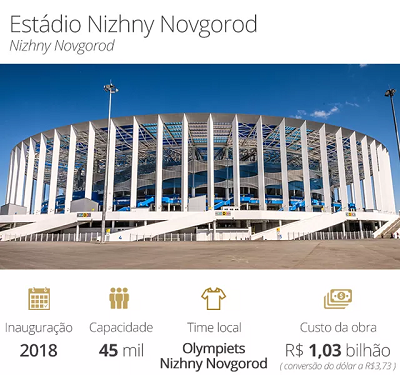 Estádio Nizhny Novgorod
Nizhny Novgorod
Inauguração
2018
Capacidade
45 mil
Time local
Olympiets
Nizhny Novgorod
Custo da obra
R$ 1,03 bilhão
( conversão do dólar a R$3,73 )